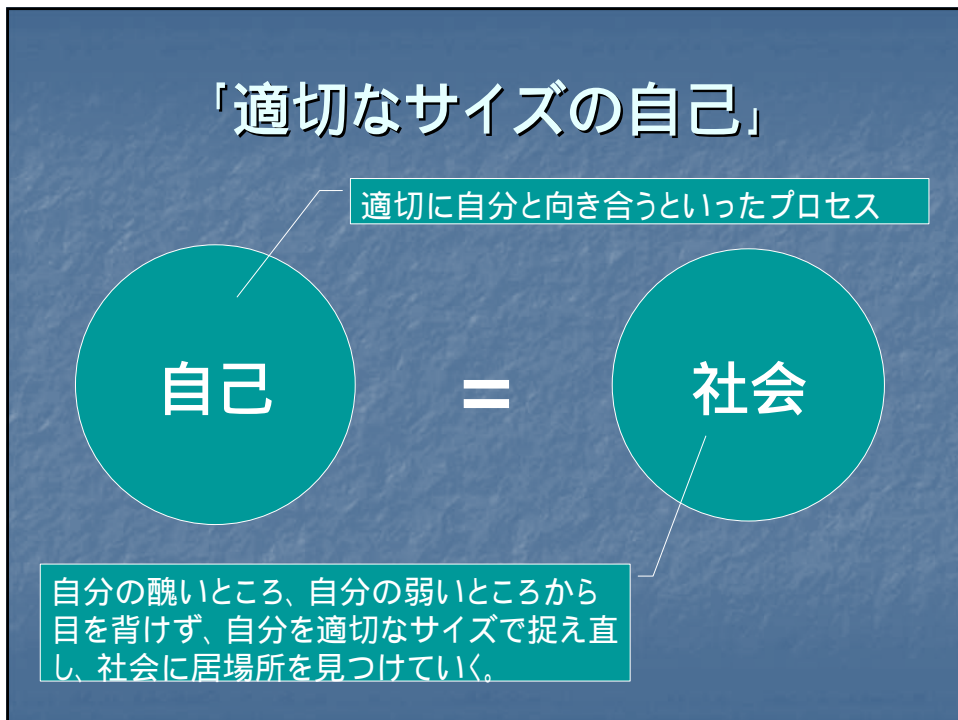 「適切なサイズの自己」
適切に自分と向き合うといったプロセス
自己
＝
社会
自分の醜いところ、自分の弱いところから
目を背けず、自分を適切なサイズで捉え直
し、社会に居場所を見つけていく。